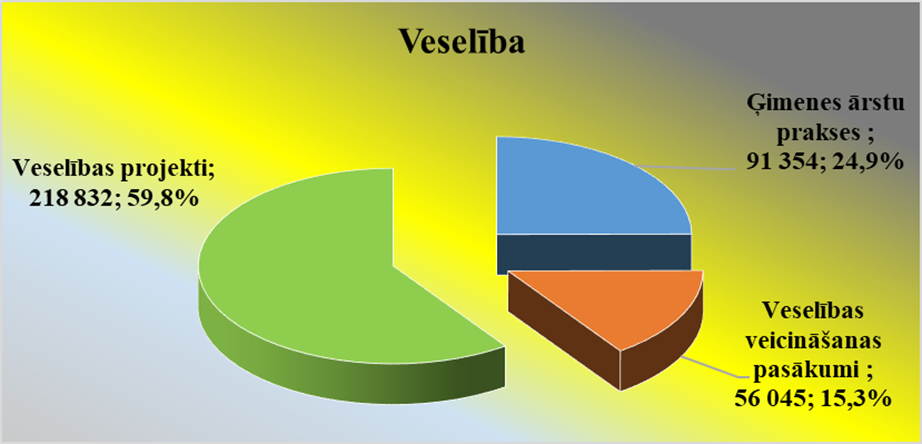 Veselība
Ģimenes ārstu
prakses ;
91 354; 24,9%
Veselības projekti;
218 832; 59,8%
Veselības
veicināšanas
pasākumi ;
56 045; 15,3%